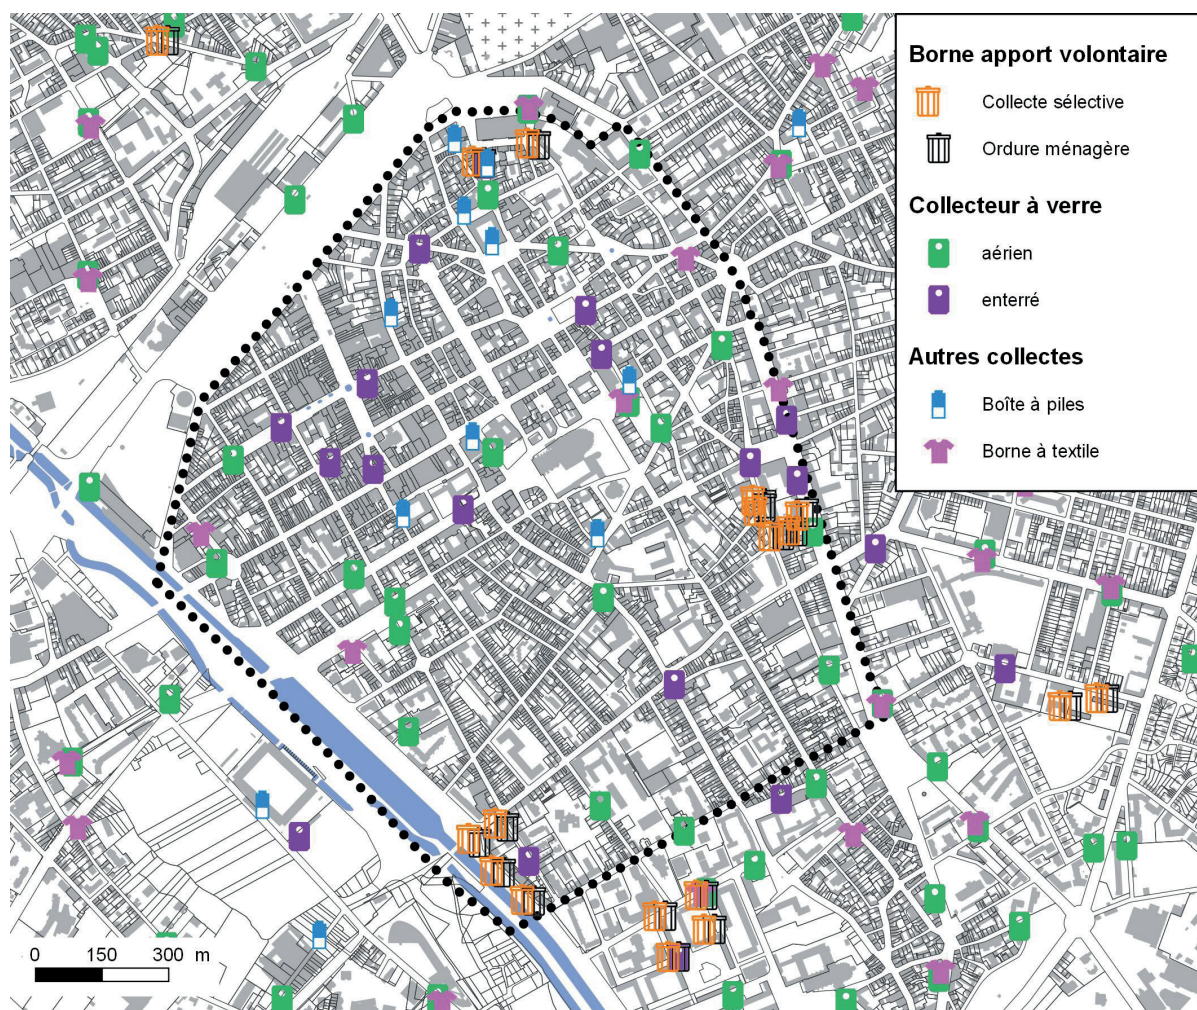 Borne apport volontaire
Collecte sélective
Ordure ménagère
Collecteur à verre
aérien
enterré
Autres collectes
Boîte à piles
Borne à textile
0 150 300 m